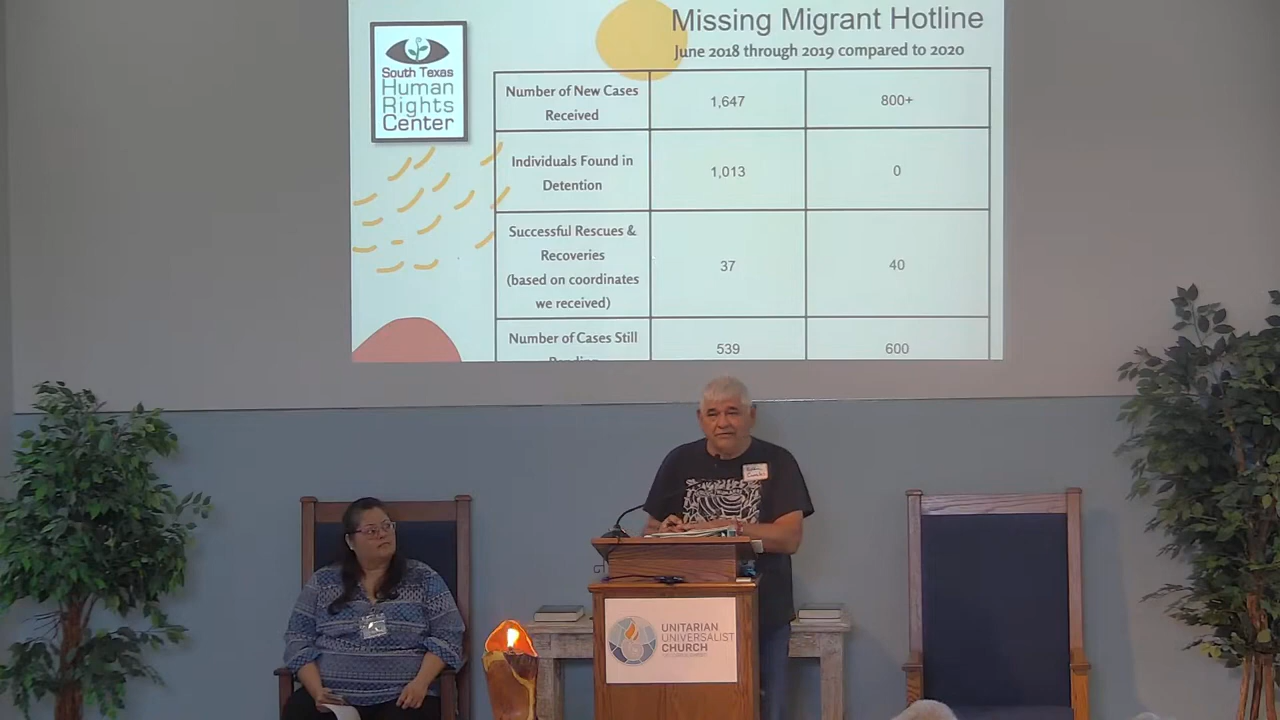 Missing Migrant Hotline
June 2018 through 2019 compared to 2020
South Texas
Human
Rights
Center
Number of New Cases
Received
1,647
800+
Individuals Found in
Detention
1,013
0
Successful Rescues &
Recoveries
(based on coordinates
we received)
37
40
Number of Cases Still
539
600
UNITARIAN
UNIVERSALIST
CHURCH